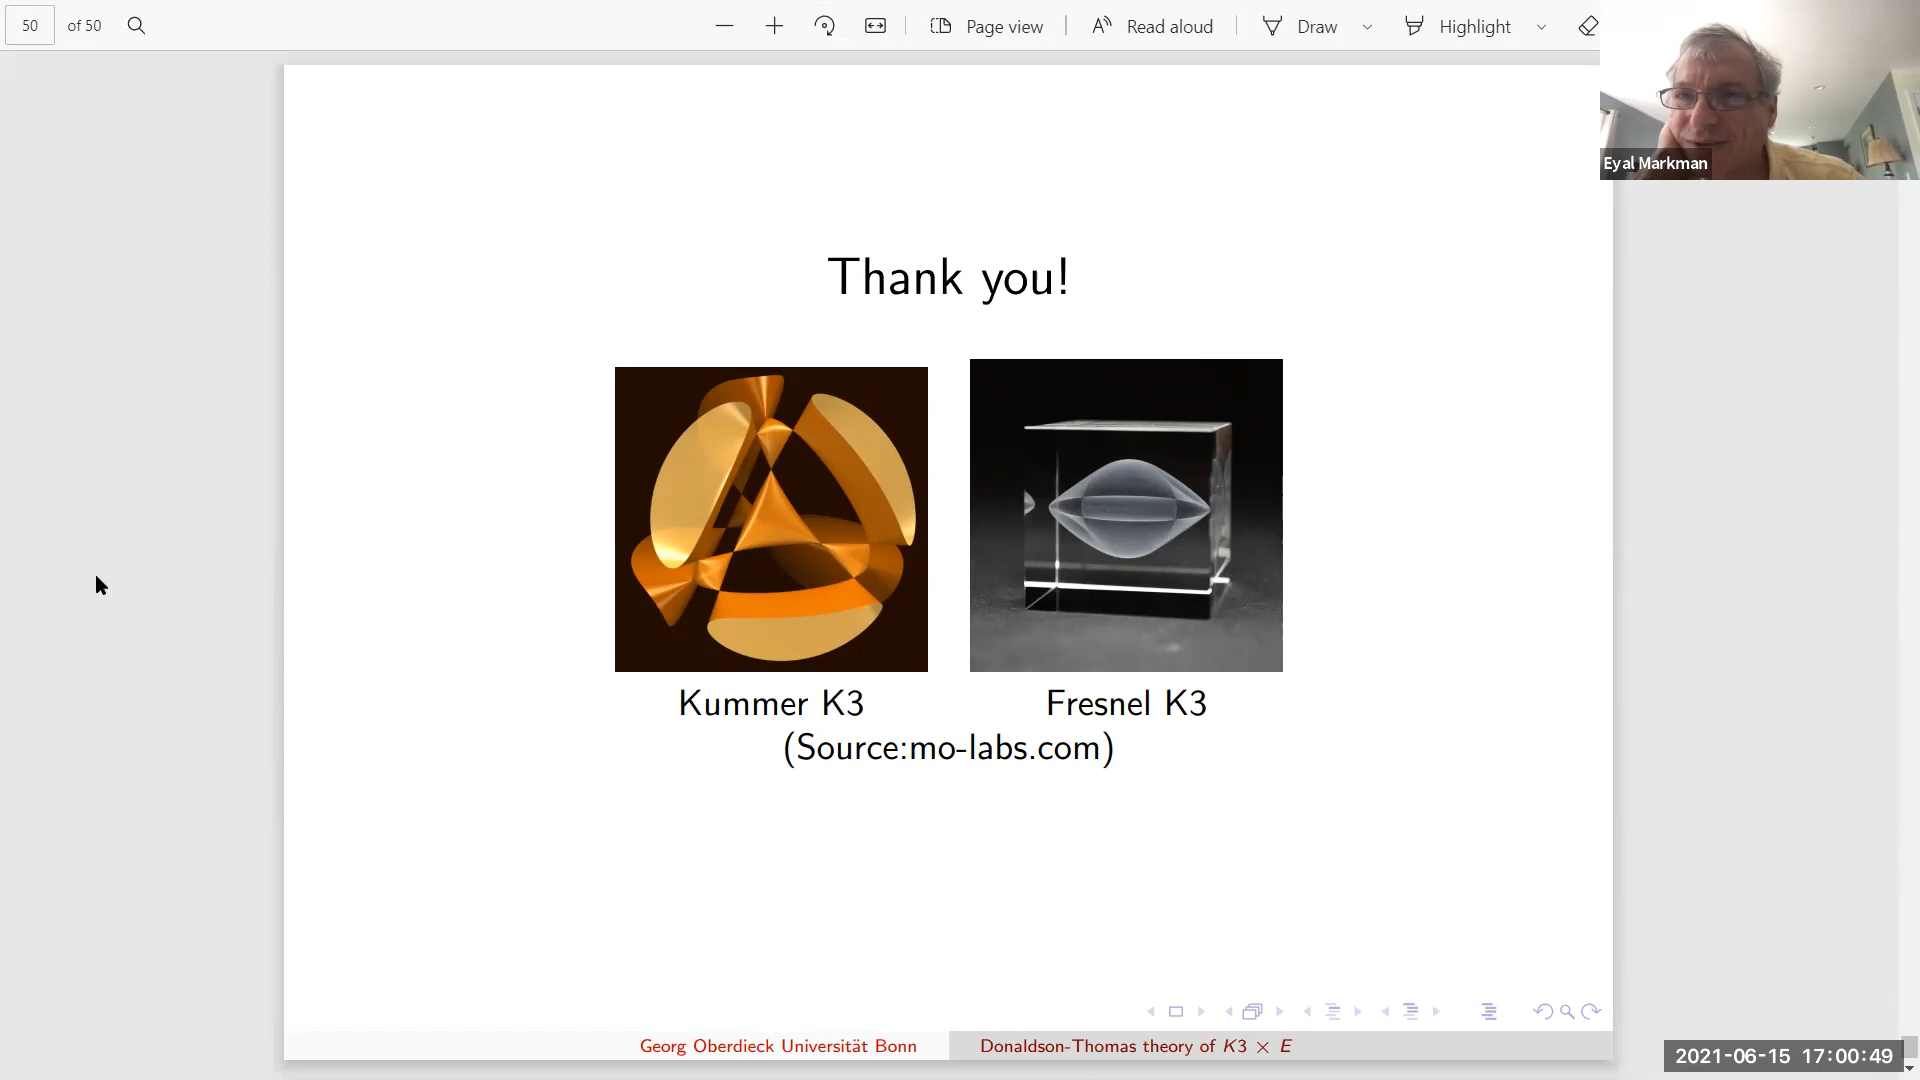 50 of 50 Page view Read aloud Draw Highlight
Eyal Markman
Thank you!
Kummer K3 Fresnel K3
(Source:mo-labs.com)
Georg Oberdieck Universität Bonn Donaldson-Thomas theory of K3 × E
2021-06-15 17:00:49